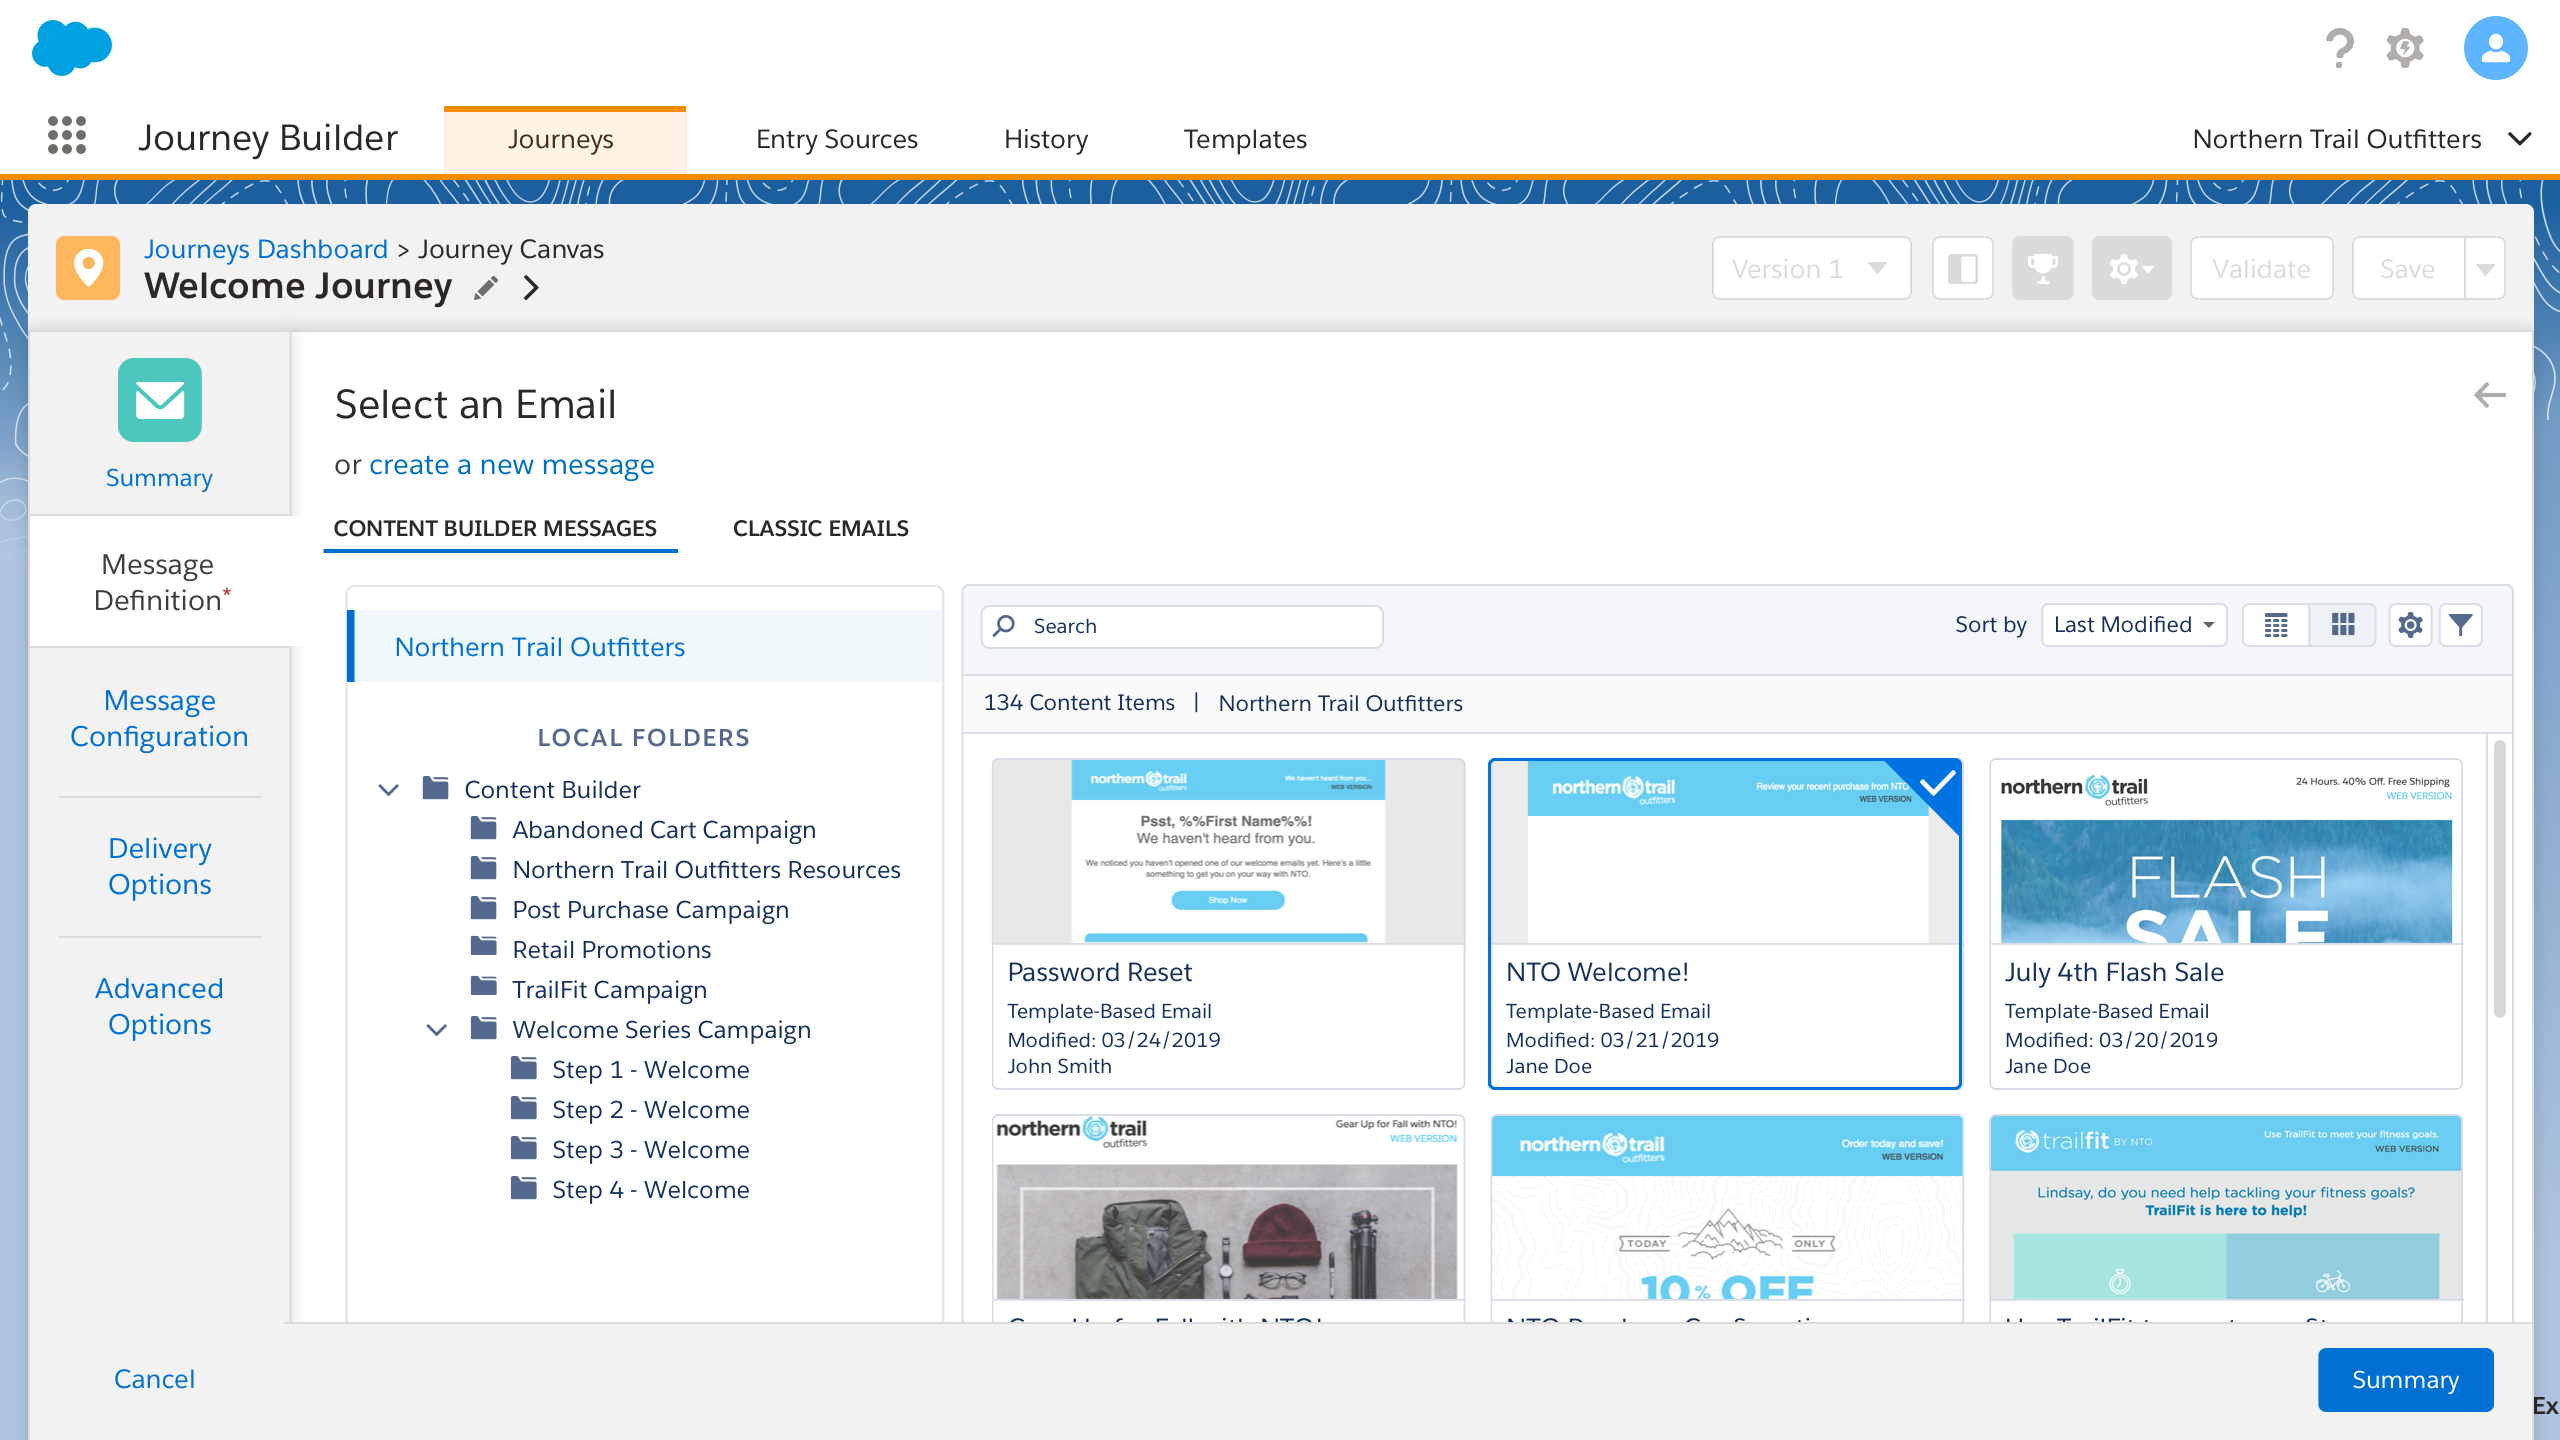 Journey Builder
Journeys
Entry Sources
History
Templates
Northern Trail Outfitters
Journeys Dashboard > Journey Canvas
Welcome Journey
Version 1
Validate
Save
Summary
Message
Definition*
Message
Configuration
Delivery
Options
Advanced
Options
Select an Email
or create a new message
CONTENT BUILDER MESSAGES
CLASSIC EMAILS
Northern Trail Outfitters
LOCAL FOLDERS
Content Builder
Abandoned Cart Campaign
Northern Trail Outfitters Resources
Post Purchase Campaign
Retail Promotions
TrailFit Campaign
Welcome Series Campaign
Step 1 - Welcome
Step 2 - Welcome
Step 3 - Welcome
Step 4 - Welcome
Search
Sort by
Last Modified
134 Content Items | Northern Trail Outfitters
northern trail
outfitters
We haven't heard from you...
WEB VERSION
Psst, %%First Name%%!
We haven't heard from you.
We noticed you haven't opened one of our welcome emails yet. Here's a little
something to get you on your way with NTO.
Shop Now
Password Reset
Template-Based Email
Modified: 03/24/2019
John Smith
northern trail
outfitters
Review your recent purchase from NTO
WEB VERSION
NTO Welcome!
Template-Based Email
Modified: 03/21/2019
Jane Doe
northern trail
outfitters
24 Hours. 40% Off. Free Shipping
WEB VERSION
FLASH
SALE
July 4th Flash Sale
Template-Based Email
Modified: 03/20/2019
Jane Doe
northern trail
outfitters
Gear Up for Fall with NTO!
WEB VERSION
Gear Up for Fall with NTO!
northern trail
outfitters
Order today and save!
WEB VERSION
TODAY
ONLY
10% OFF
trailfit BY NTO
Use TrailFit to meet your fitness goals.
WEB VERSION
Lindsay, do you need help tackling your fitness goals?
TrailFit is here to help!
Cancel
Summary
Ex